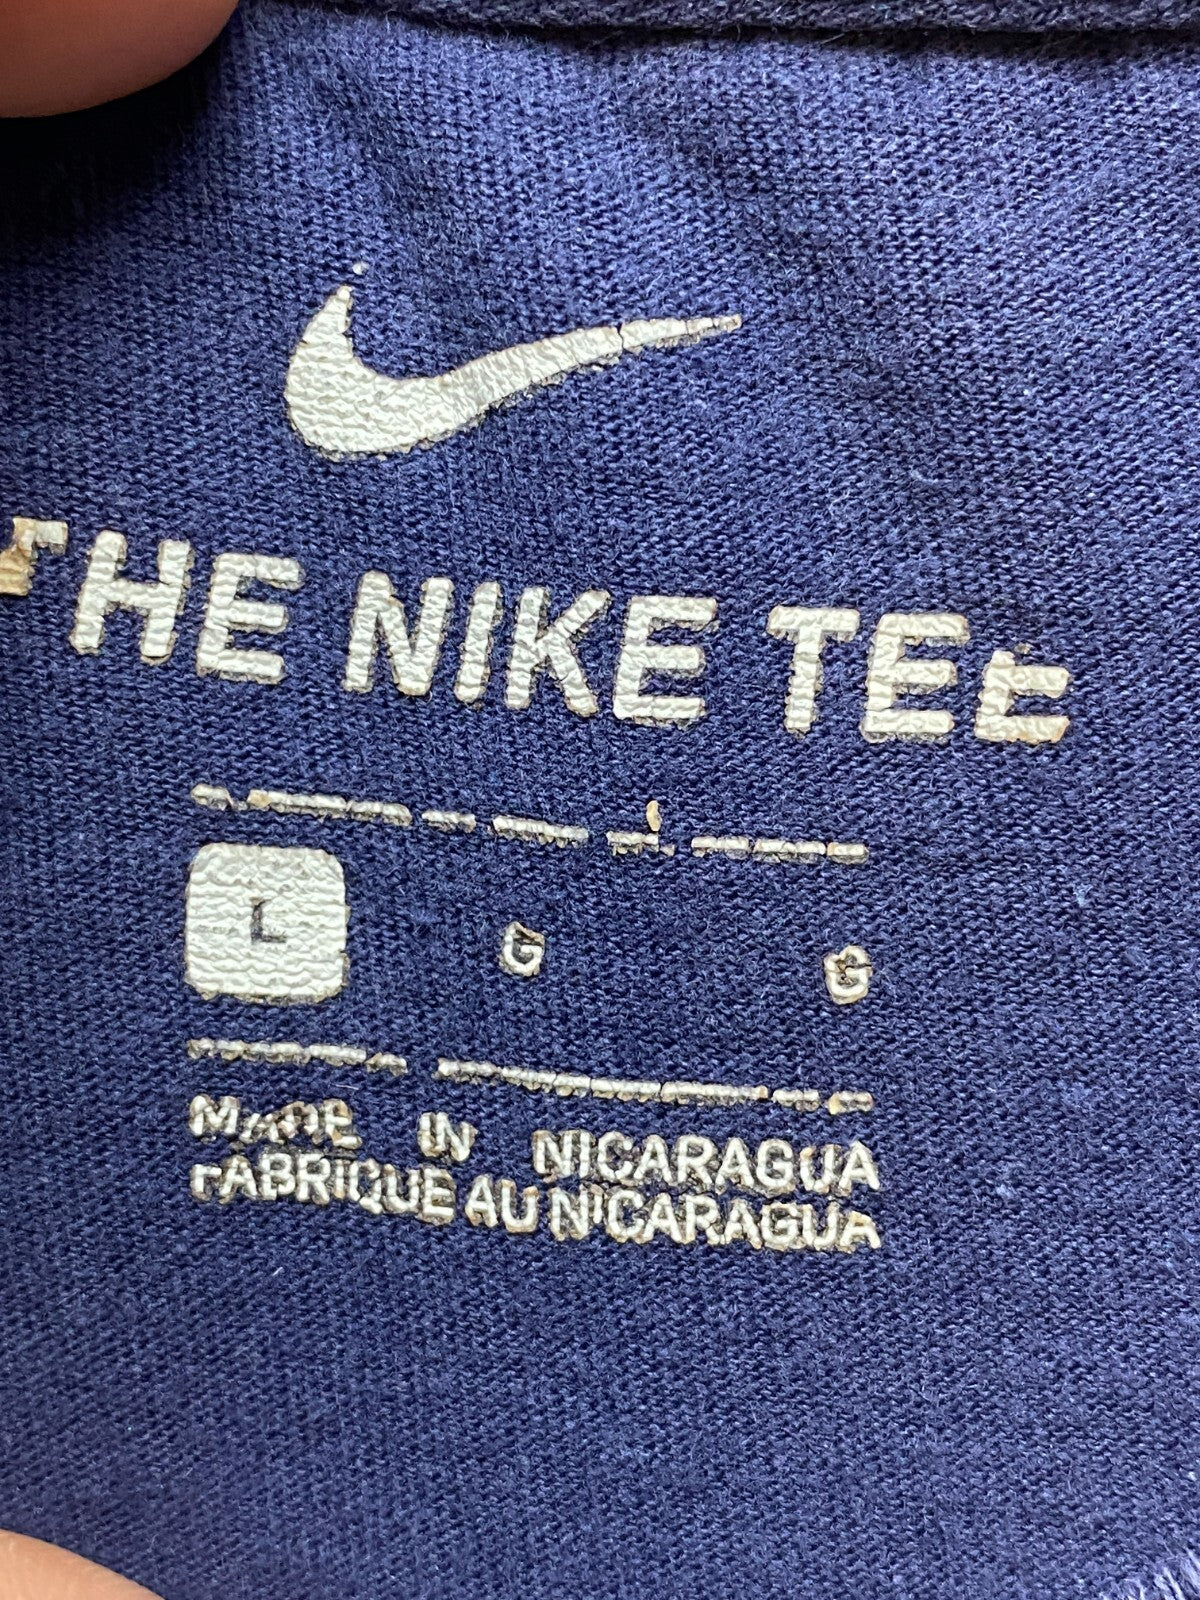 THE NIKE TEE
L G G
MADE IN NICARAGUA
FABRIQUE AU NICARAGUA